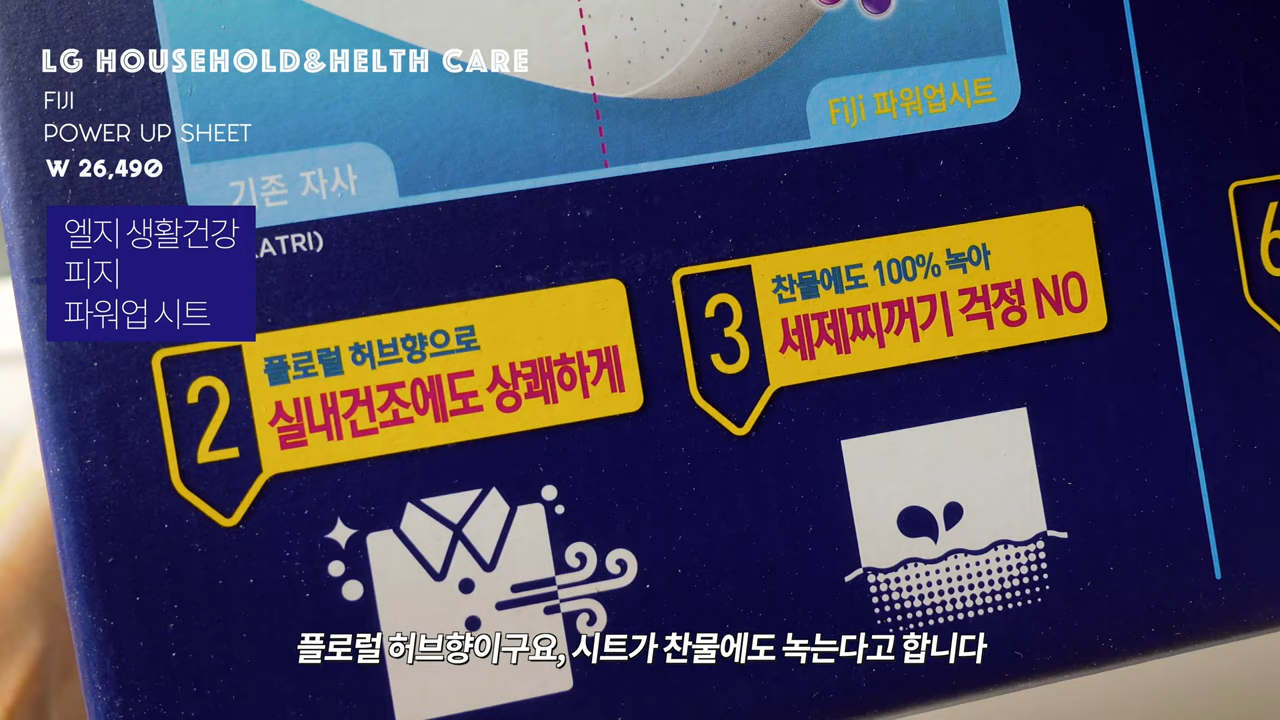 LG HOUSEHOLD&HELTH CARE
FIJI
POWER UP SHEET
₩ 26,490
엘지 생활건강
피지
파워업 시트
Fiji 파워업시트
기존 자사
ATRI)
2
플로럴 허브향으로
실내건조에도 상쾌하게
3
찬물에도 100% 녹아
세제찌꺼기 걱정 NO
6
플로럴 허브향이구요, 시트가 찬물에도 녹는다고 합니다